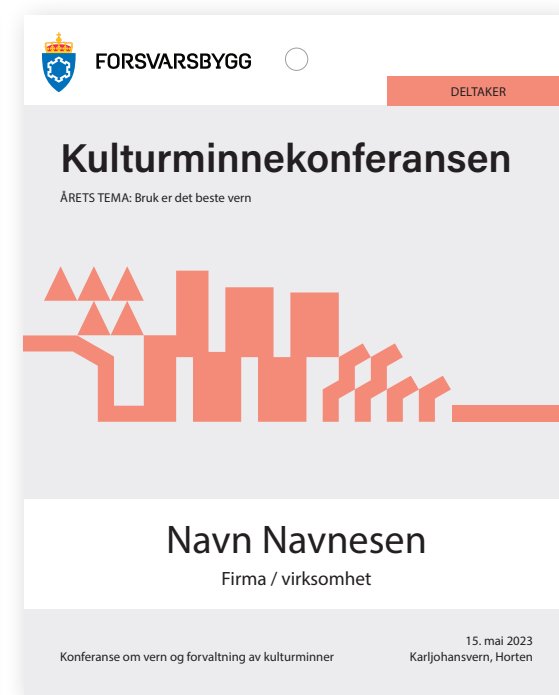 FORSVARSBYGG
DELTAKER
Kulturminnekonferansen
ÅRETS TEMA: Bruk er det beste vern
Navn Navnesen
Firma / virksomhet
15. mai 2023
Konferanse om vern og forvaltning av kulturminner
Karljohansvern, Horten